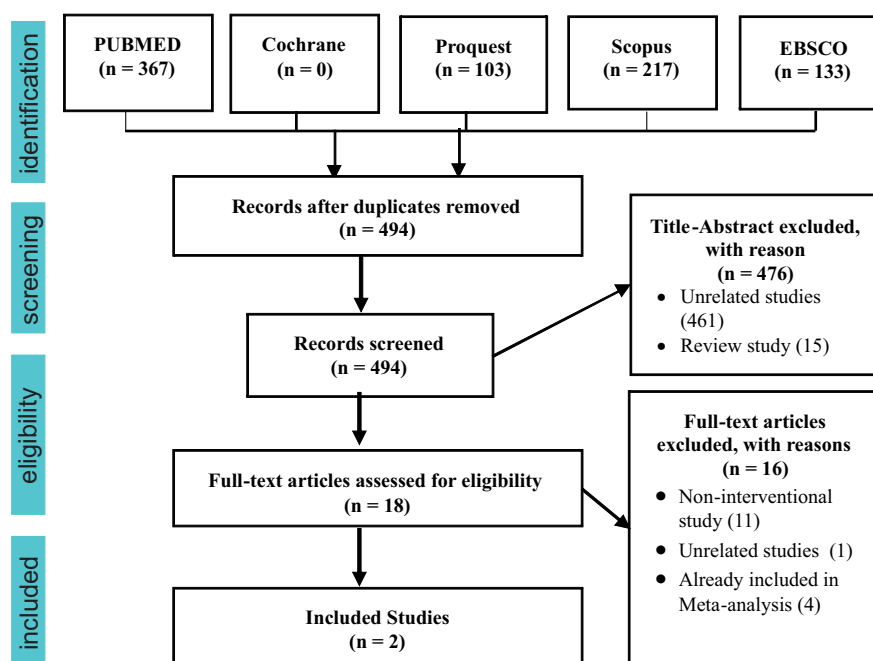 identification
PUBMED
(n = 367)
Cochrane
(n = 0)
Proquest
(n = 103)
Scopus
(n = 217)
EBSCO
(n = 133)
Records after duplicates removed
(n = 494)
screening
Title-Abstract excluded,
with reason
(n = 476)
• Unrelated studies
(461)
• Review study (15)
Records screened
(n = 494)
eligibility
Full-text articles assessed for eligibility
(n = 18)
Full-text articles
excluded, with reasons
(n = 16)
• Non-interventional
study (11)
• Unrelated studies (1)
• Already included in
Meta-analysis (4)
included
Included Studies
(n = 2)